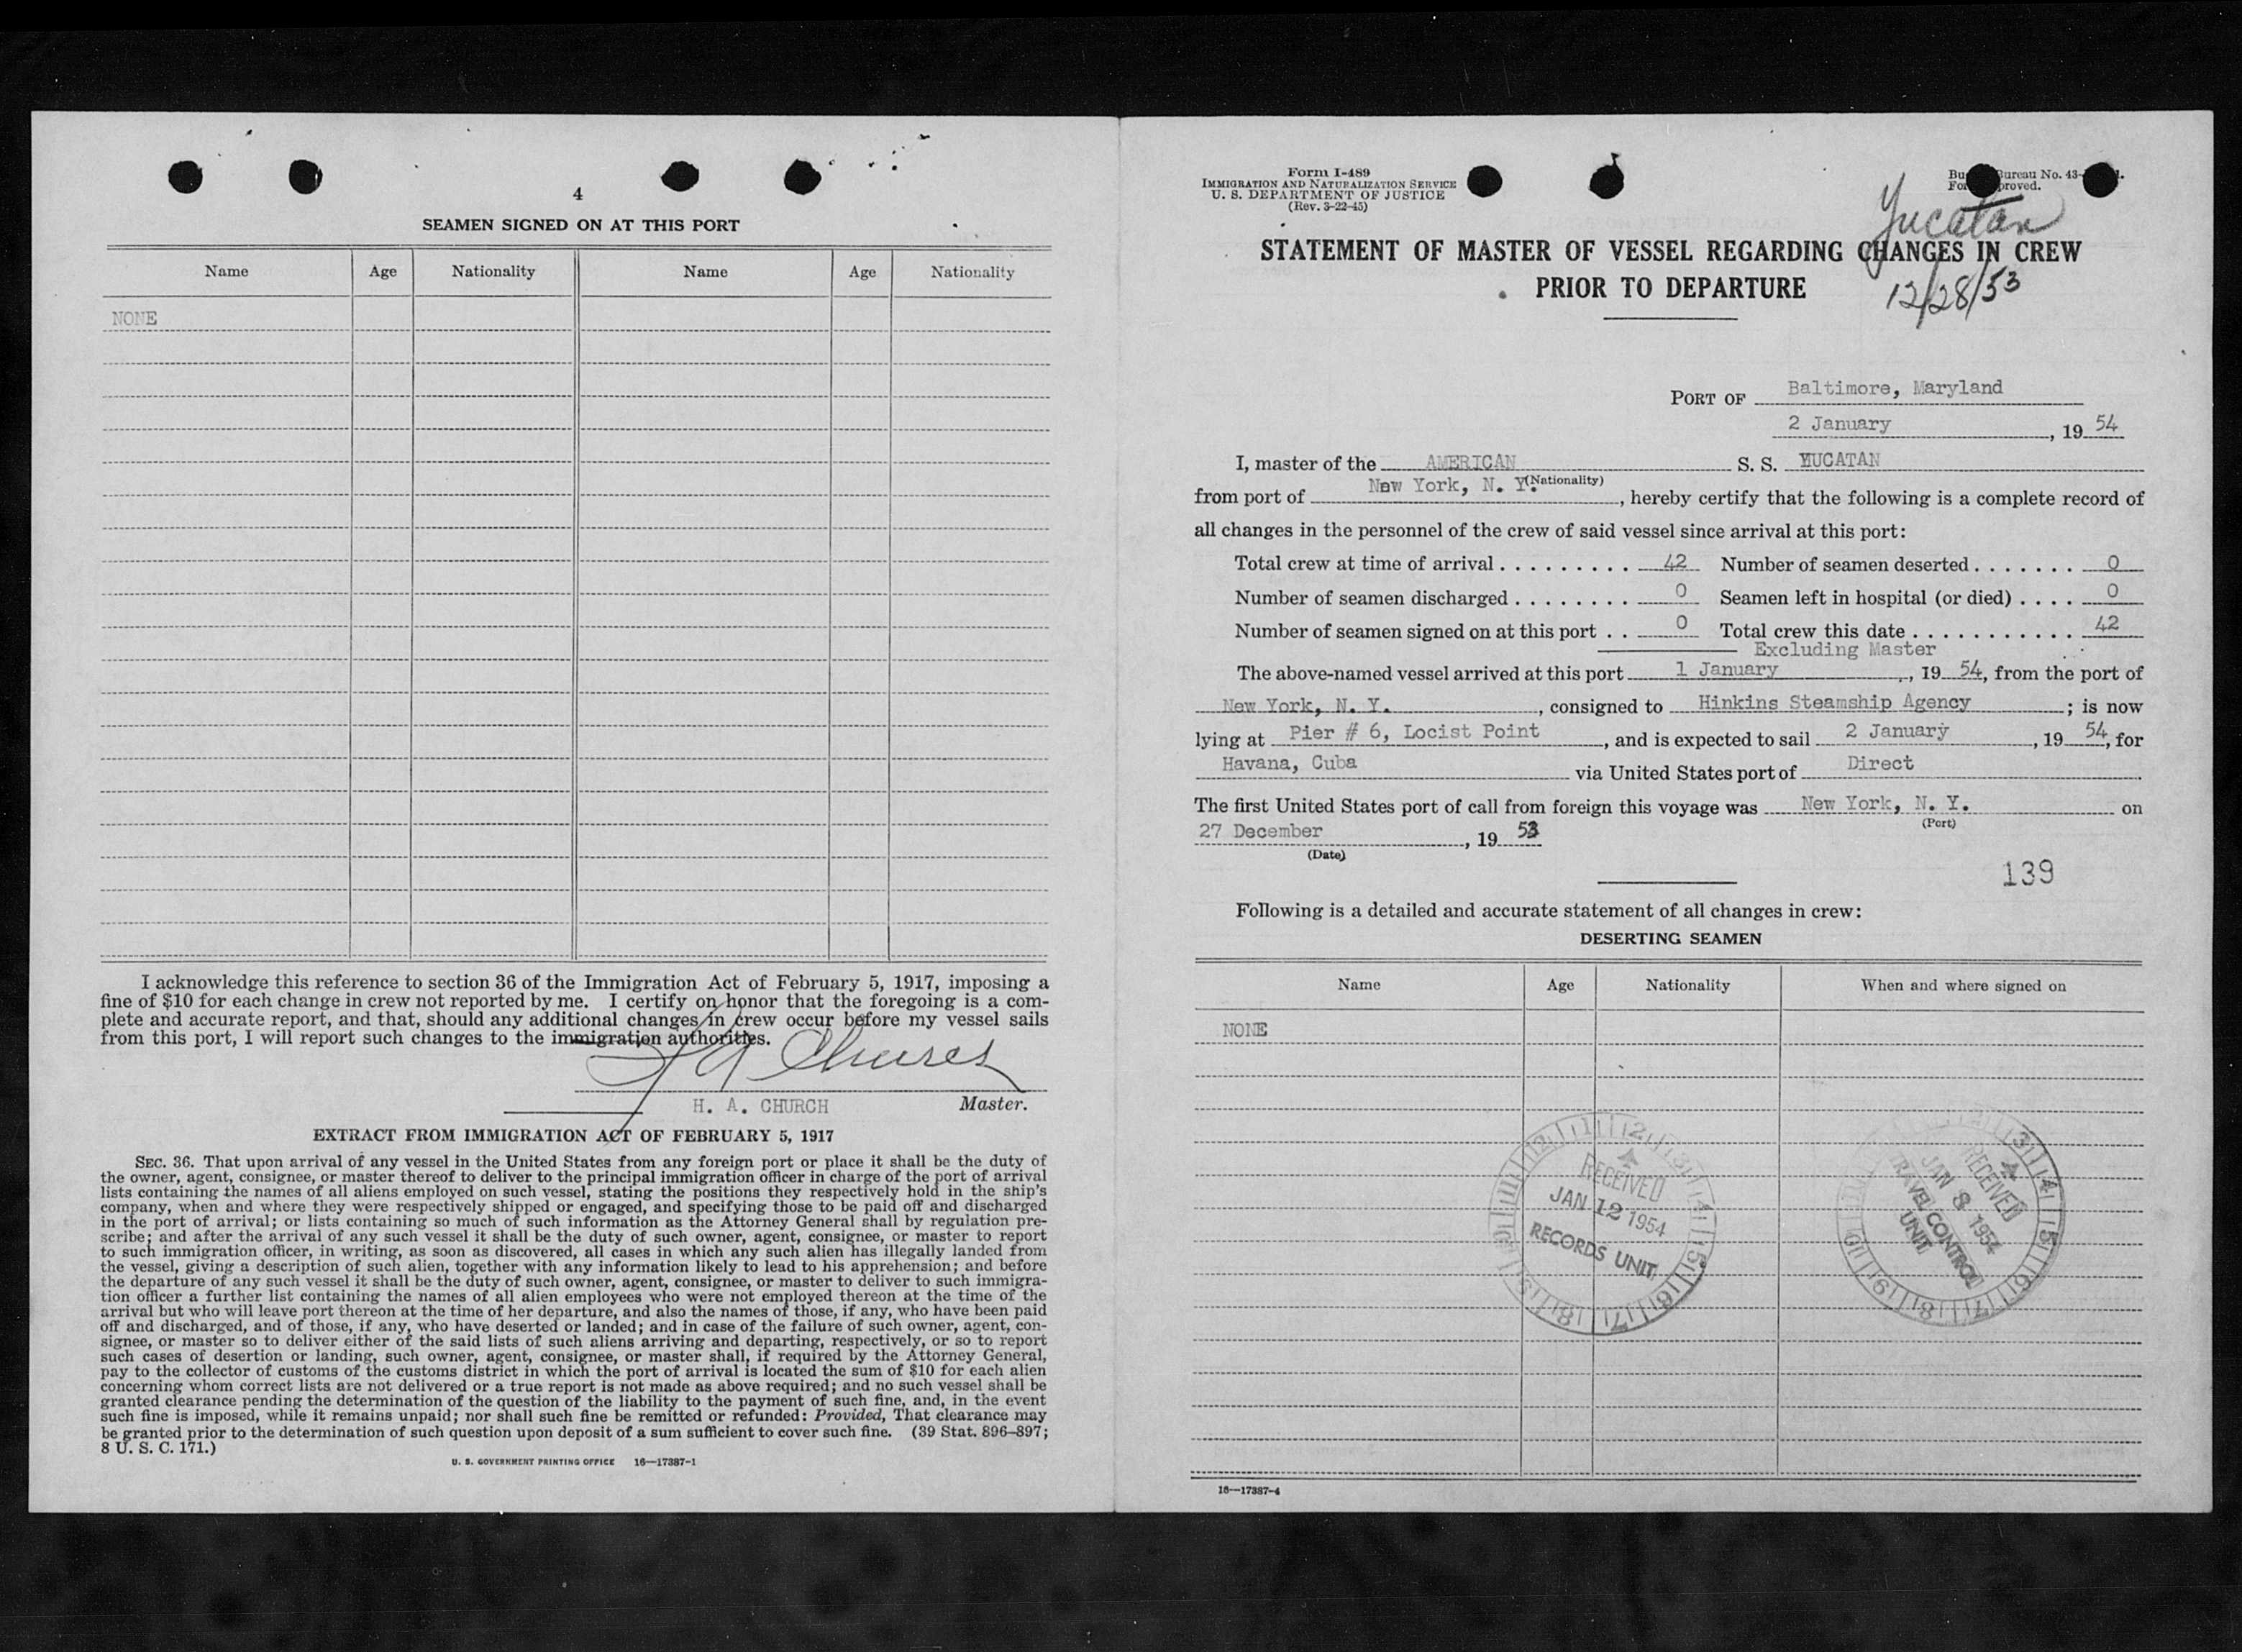 4
SEAMEN SIGNED ON AT THIS PORT
Name Age Nationality Name Age Nationality
NONE
I acknowledge this reference to section 36 of the Immigration Act of February 5, 1917, imposing a
fine of $10 for each change in crew not reported by me. I certify on honor that the foregoing is a com-
plete and accurate report, and that, should any additional changes in crew occur before my vessel sails
from this port, I will report such changes to the immigration authorities.
H A Church
H. A. CHURCH Master.
EXTRACT FROM IMMIGRATION ACT OF FEBRUARY 5, 1917
SEC. 36. That upon arrival of any vessel in the United States from any foreign port or place it shall be the duty of
the owner, agent, consignee, or master thereof to deliver to the principal immigration officer in charge of the port of arrival
lists containing the names of all aliens employed on such vessel, stating the positions they respectively hold in the ship's
company, when and where they were respectively shipped or engaged, and specifying those to be paid off and discharged
in the port of arrival; or lists containing so much of such information as the Attorney General shall by regulation pre-
scribe; and after the arrival of any such vessel it shall be the duty of such owner, agent, consignee, or master to report
to such immigration officer, in writing, as soon as discovered, all cases in which any such alien has illegally landed from
the vessel, giving a description of such alien, together with any information likely to lead to his apprehension; and before
the departure of any such vessel it shall be the duty of such owner, agent, consignee, or master to deliver to such immigra-
tion officer a further list containing the names of all alien employees who were not employed thereon at the time of the
arrival but who will leave port thereon at the time of her departure, and also the names of those, if any, who have been paid
off and discharged, and of those, if any, who have deserted or landed; and in case of the failure of such owner, agent, con-
signee, or master so to deliver either of the said lists of such aliens arriving and departing, respectively, or so to report
such cases of desertion or landing, such owner, agent, consignee, or master shall, if required by the Attorney General,
pay to the collector of customs of the customs district in which the port of arrival is located the sum of $10 for each alien
concerning whom correct lists are not delivered or a true report is not made as above required; and no such vessel shall be
granted clearance pending the determination of the question of the liability to the payment of such fine, and, in the event
such fine is imposed, while it remains unpaid; nor shall such fine be remitted or refunded: Provided, That clearance may
be granted prior to the determination of such question upon deposit of a sum sufficient to cover such fine. (39 Stat. 896-897;
8 U. S. C. 171.)
U. S. GOVERNMENT PRINTING OFFICE 16—17387-1
Form I-489
IMMIGRATION AND NATURALIZATION SERVICE
U. S. DEPARTMENT OF JUSTICE
(Rev. 3-22-45)
Bureau No. 43-
Yucatan
STATEMENT OF MASTER OF VESSEL REGARDING CHANGES IN CREW
PRIOR TO DEPARTURE
12/28/53
PORT OF Baltimore, Maryland
2 January, 19 54
I, master of the AMERICAN S. S. YUCATAN
(Nationality)
from port of New York, N. Y., hereby certify that the following is a complete record of
all changes in the personnel of the crew of said vessel since arrival at this port:
Total crew at time of arrival 42 Number of seamen deserted 0
Number of seamen discharged 0 Seamen left in hospital (or died) 0
Number of seamen signed on at this port 0 Total crew this date 42
Excluding Master
The above-named vessel arrived at this port 1 January, 19 54, from the port of
New York, N. Y., consigned to Hinkins Steamship Agency; is now
lying at Pier # 6, Locist Point, and is expected to sail 2 January, 19 54, for
Havana, Cuba via United States port of Direct
The first United States port of call from foreign this voyage was New York, N. Y. on
(Port)
27 December, 19 53
(Date)
139
Following is a detailed and accurate statement of all changes in crew:
DESERTING SEAMEN
Name Age Nationality When and where signed on
NONE
RECEIVED
JAN 12 1954
RECORDS UNIT
RECEIVED
JAN 8 1954
TRAVEL CONTROL
UNIT
16—17387-4